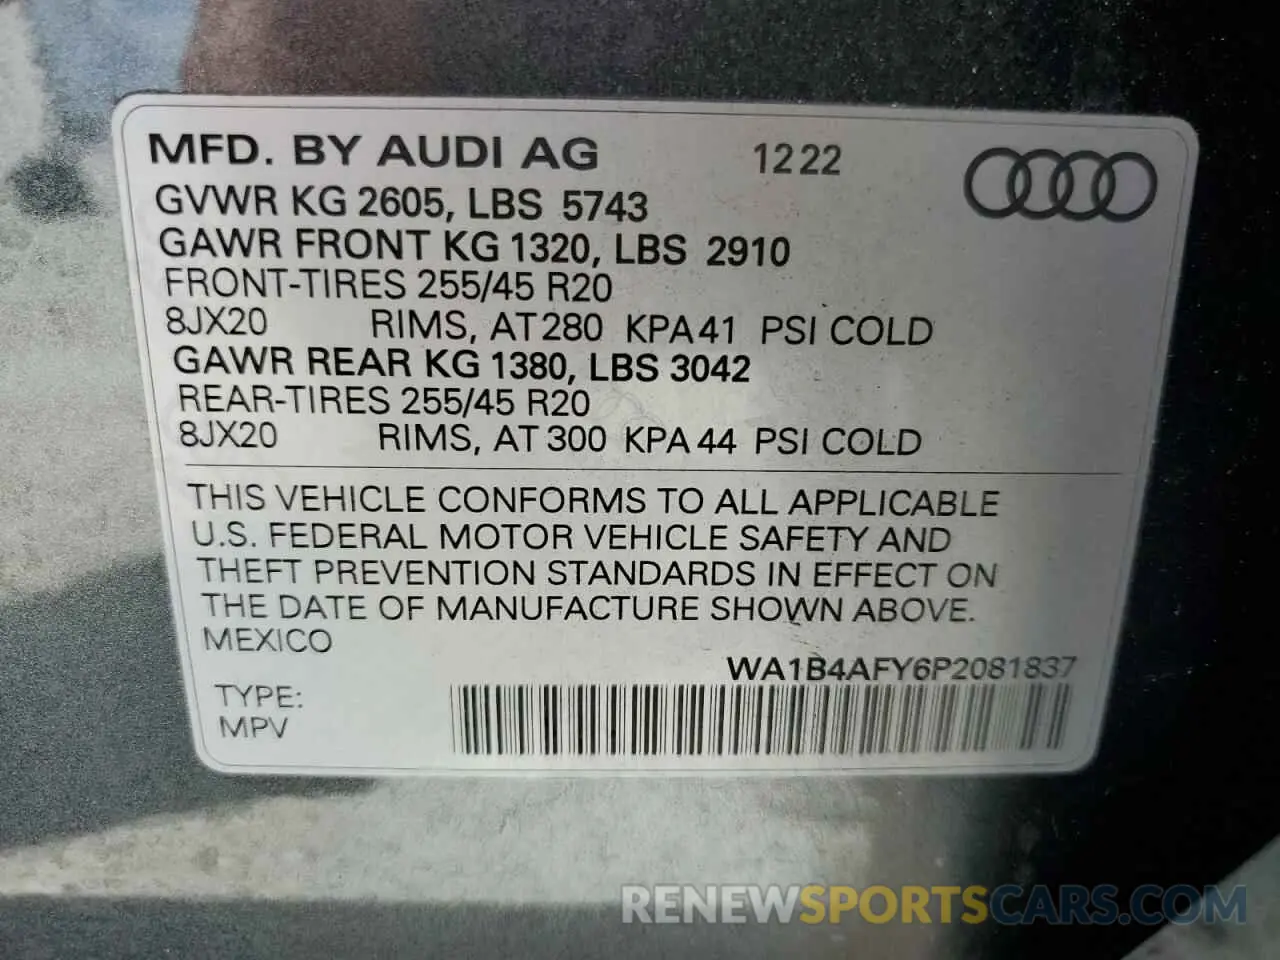 MFD. BY AUDI AG 1222
GVWR KG 2605, LBS 5743
GAWR FRONT KG 1320, LBS 2910
FRONT-TIRES 255/45 R20
8JX20 RIMS, AT 280 KPA 41 PSI COLD
GAWR REAR KG 1380, LBS 3042
REAR-TIRES 255/45 R20
8JX20 RIMS, AT 300 KPA 44 PSI COLD
THIS VEHICLE CONFORMS TO ALL APPLICABLE
U.S. FEDERAL MOTOR VEHICLE SAFETY AND
THEFT PREVENTION STANDARDS IN EFFECT ON
THE DATE OF MANUFACTURE SHOWN ABOVE.
MEXICO
WA1B4AFY6P2081837
TYPE:
MPV
RENEWSPORTSCARS.COM